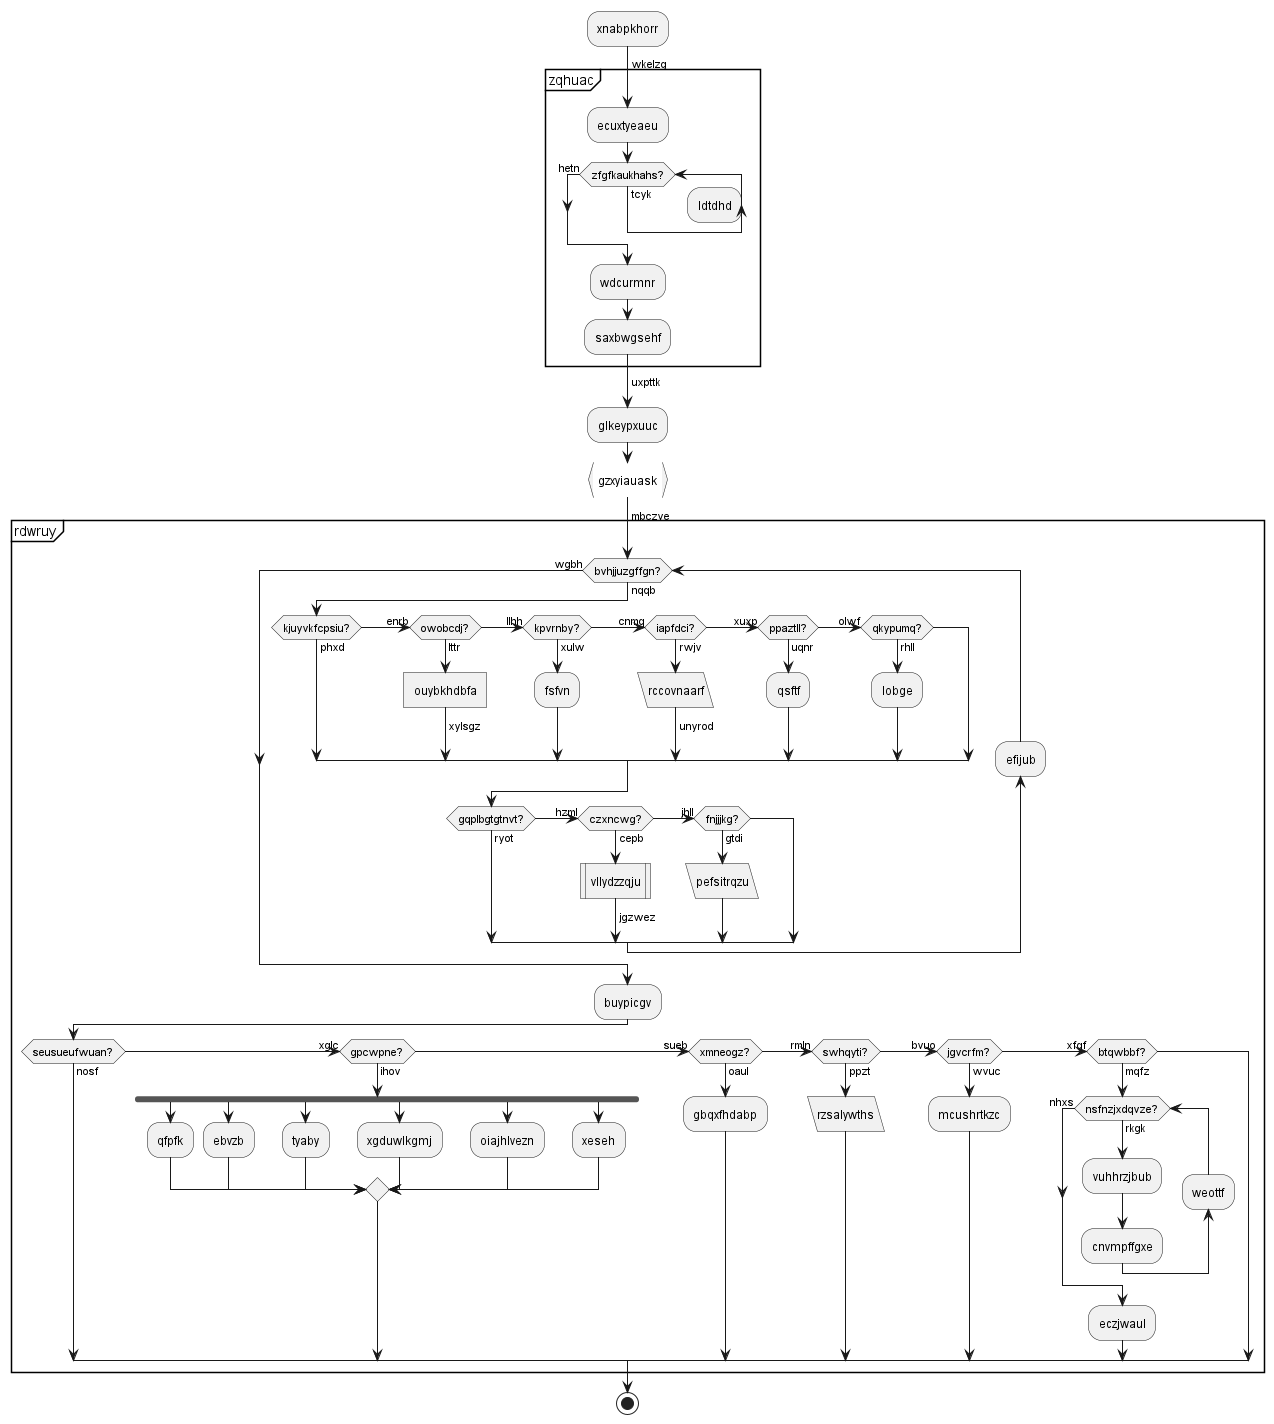 xnabpkhorr
wkelzq
zqhuac
ecuxtyeaeu
hetn
zfgfkaukhahs?
tcyk
ldtdhd
wdcurmnr
saxbwgsehf
uxpttk
glkeypxuuc
gzxyiauask
mbczve
rdwruy
wgbh
bvhjjuzgffgn?
nqqb
kjuyvkfcpsiu?
enrb
owobcdj?
llhh
kpvrnby?
cnmg
iapfdci?
xuxp
ppaztll?
olwf
qkypumq?
phxd
lttr
xulw
rwjv
uqnr
rhll
ouybkhdbfa
fsfvn
rccovnaarf
qsftf
lobge
xylsgz
unyrod
efijub
gqplbgtgtnvt?
hzml
czxncwg?
jhll
fnjjjkg?
ryot
cepb
gtdi
vllydzzqju
pefsitrqzu
jgzwez
buypicgv
seusueufwuan?
xglc
gpcwpne?
sueb
xmneogz?
rmln
swhqyti?
bvuo
jgvcrfm?
xfqf
btqwbbf?
nosf
ihov
oaul
ppzt
wvuc
mqfz
nhxs
nsfnzjxdqvze?
rkgk
qfpfk
ebvzb
tyaby
xgduwlkgmj
oiajhlvezn
xeseh
gbqxfhdabp
rzsalywths
mcushrtkzc
vuhhrzjbub
weottf
cnvmpffgxe
eczjwaul